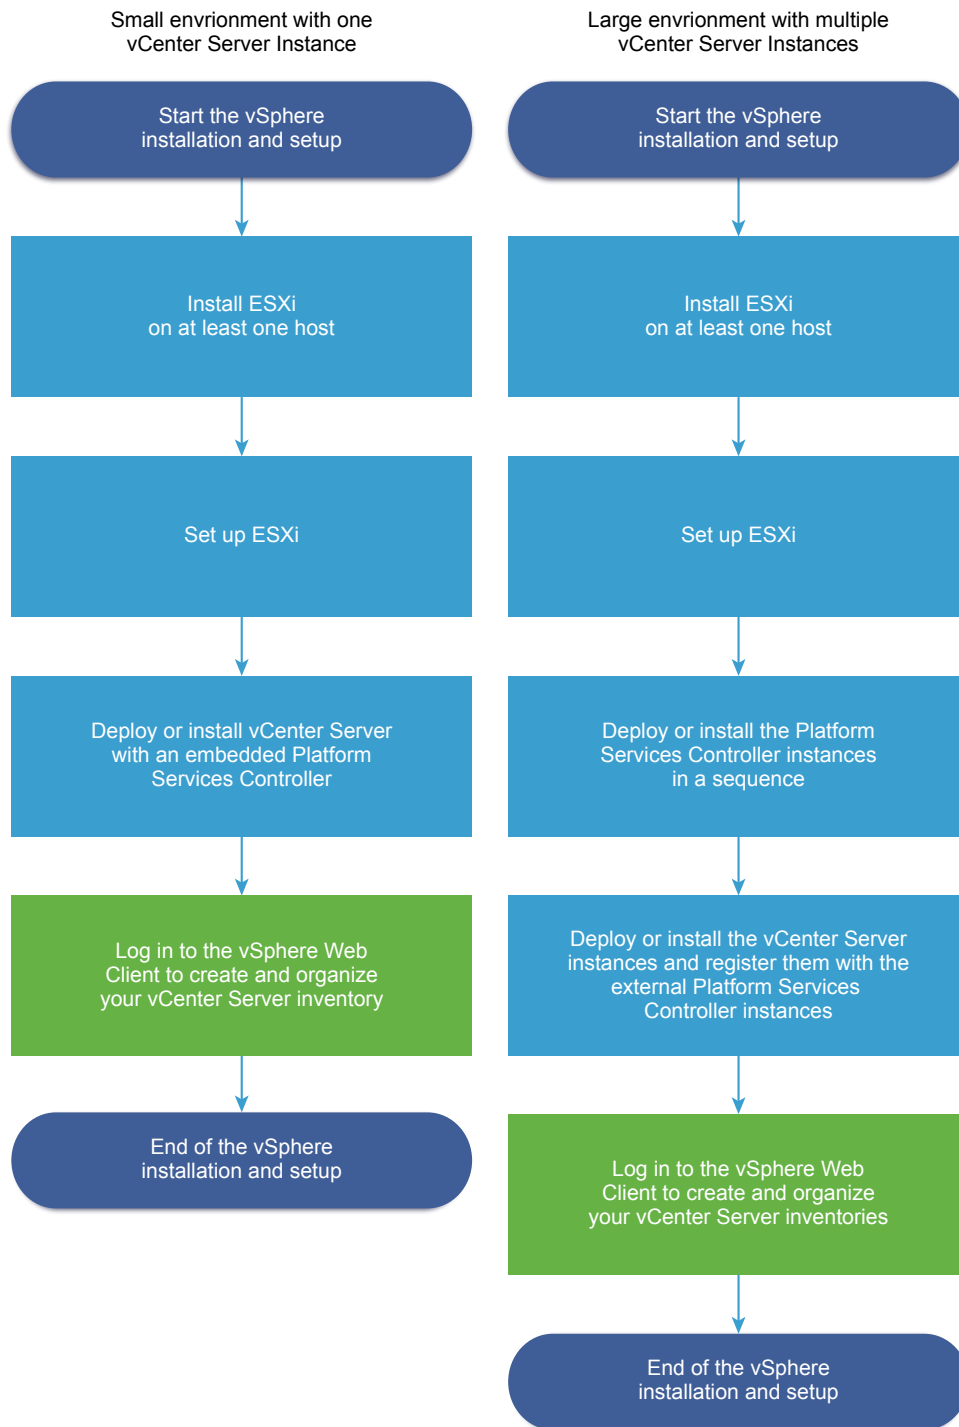 Small envrionment with one
vCenter Server Instance
Start the vSphere
installation and setup
Install ESXi
on at least one host
Set up ESXi
Deploy or install vCenter Server
with an embedded Platform
Services Controller
Log in to the vSphere Web
Client to create and organize
your vCenter Server inventory
End of the vSphere
installation and setup
Large envrionment with multiple
vCenter Server Instances
Start the vSphere
installation and setup
Install ESXi
on at least one host
Set up ESXi
Deploy or install the Platform
Services Controller instances
in a sequence
Deploy or install the vCenter Server
instances and register them with the
external Platform Services
Controller instances
Log in to the vSphere Web
Client to create and organize
your vCenter Server inventories
End of the vSphere
installation and setup